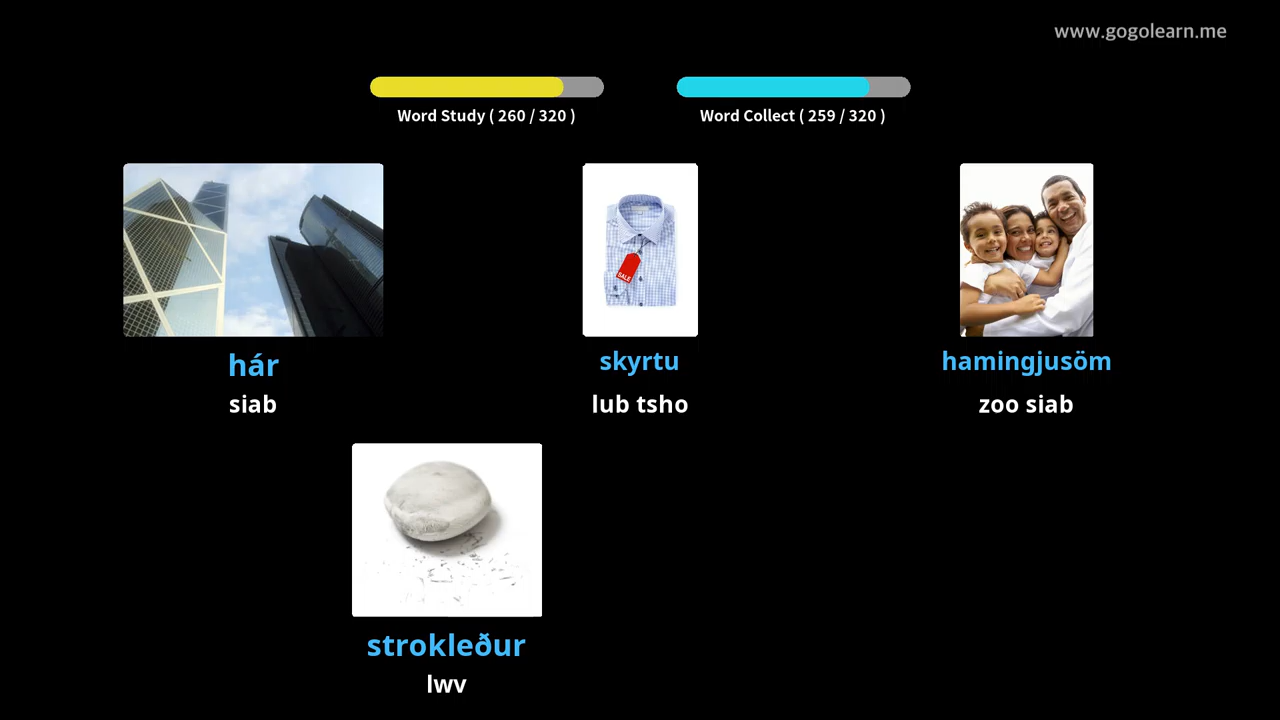 www.gogolearn.me
Word Study ( 260 / 320 )
Word Collect ( 259 / 320 )
SALE
hár
skyrtu
hamingjusöm
siab
lub tsho
zoo siab
strokleður
lwv